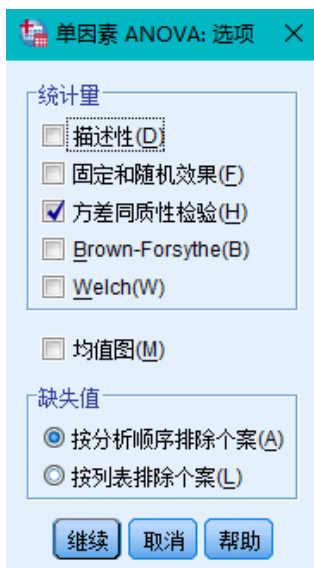 单因素 ANOVA: 选项
统计量
描述性(D)
固定和随机效果(F)
方差同质性检验(H)
Brown-Forsythe(B)
Welch(W)
均值图(M)
缺失值
按分析顺序排除个案(A)
按列表排除个案(L)
继续 取消 帮助